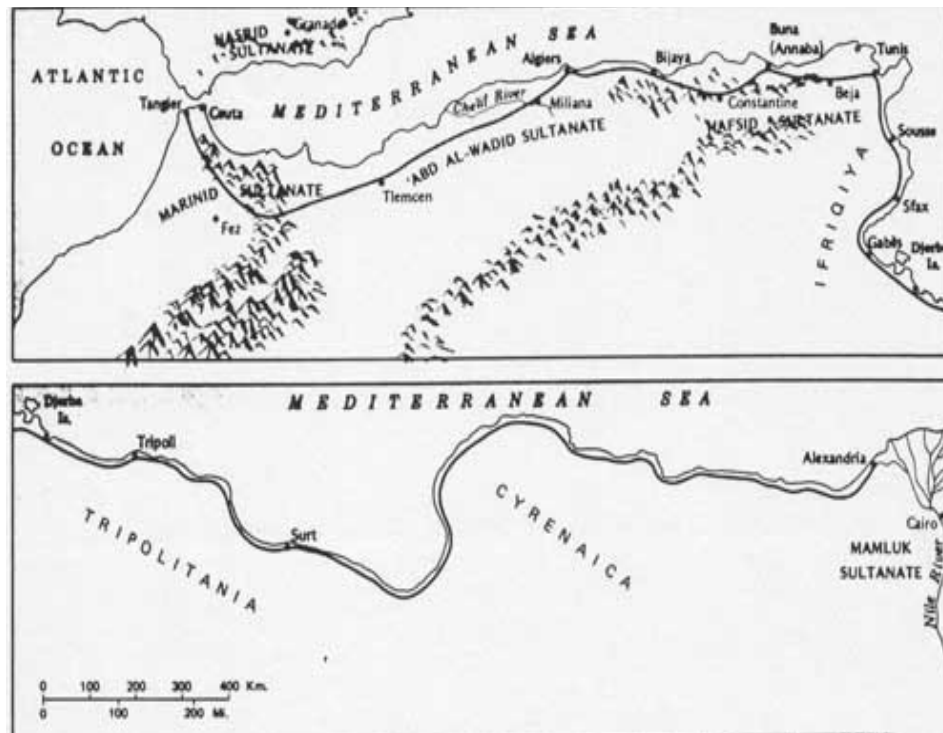 NASRID
SULTANATE
Granada
MEDITERRANEAN SEA
ATLANTIC
OCEAN
Tangier
Ceuta
Algiers
Bijaya
Buna
(Annaba)
Tunis
Chelif River
Miliana
Constantine
Beja
HAFSID SULTANATE
'ABD AL-WADID SULTANATE
MARINID SULTANATE
Tlemcen
Fez
Sousse
Sfax
IFRIQIYA
Gabès
Djerba
Is.
MEDITERRANEAN SEA
Djerba
Is.
Tripoli
Surt
TRIPOLITANIA
CYRENAICA
Alexandria
Cairo
MAMLUK
SULTANATE
Nile River
0 100 200 300 400 Km.
0 100 200 Mi.